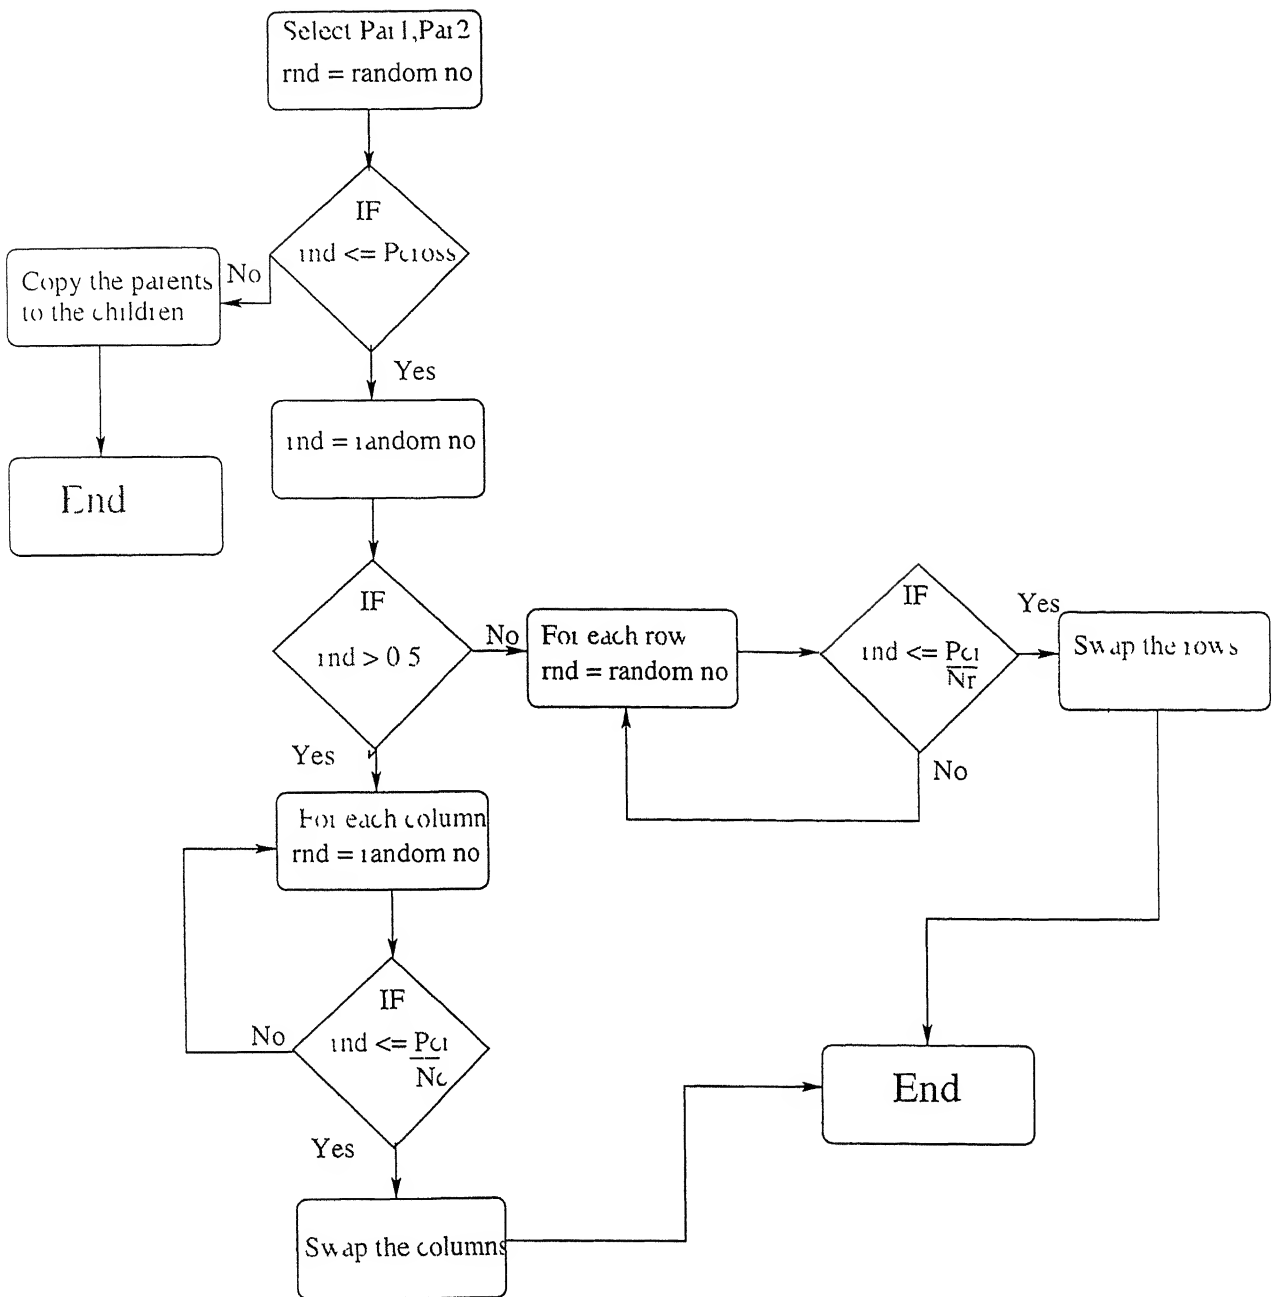 Select Par1,Par2
rnd = random no
IF
rnd <= Pcross
No
Copy the parents
to the children
Yes
End
rnd = random no
IF
rnd > 0 5
No
For each row
rnd = random no
IF
rnd <= Pcr
Nr
Yes
Swap the rows
No
Yes
For each column
rnd = random no
IF
rnd <= Pcr
Nc
No
Yes
End
Swap the columns